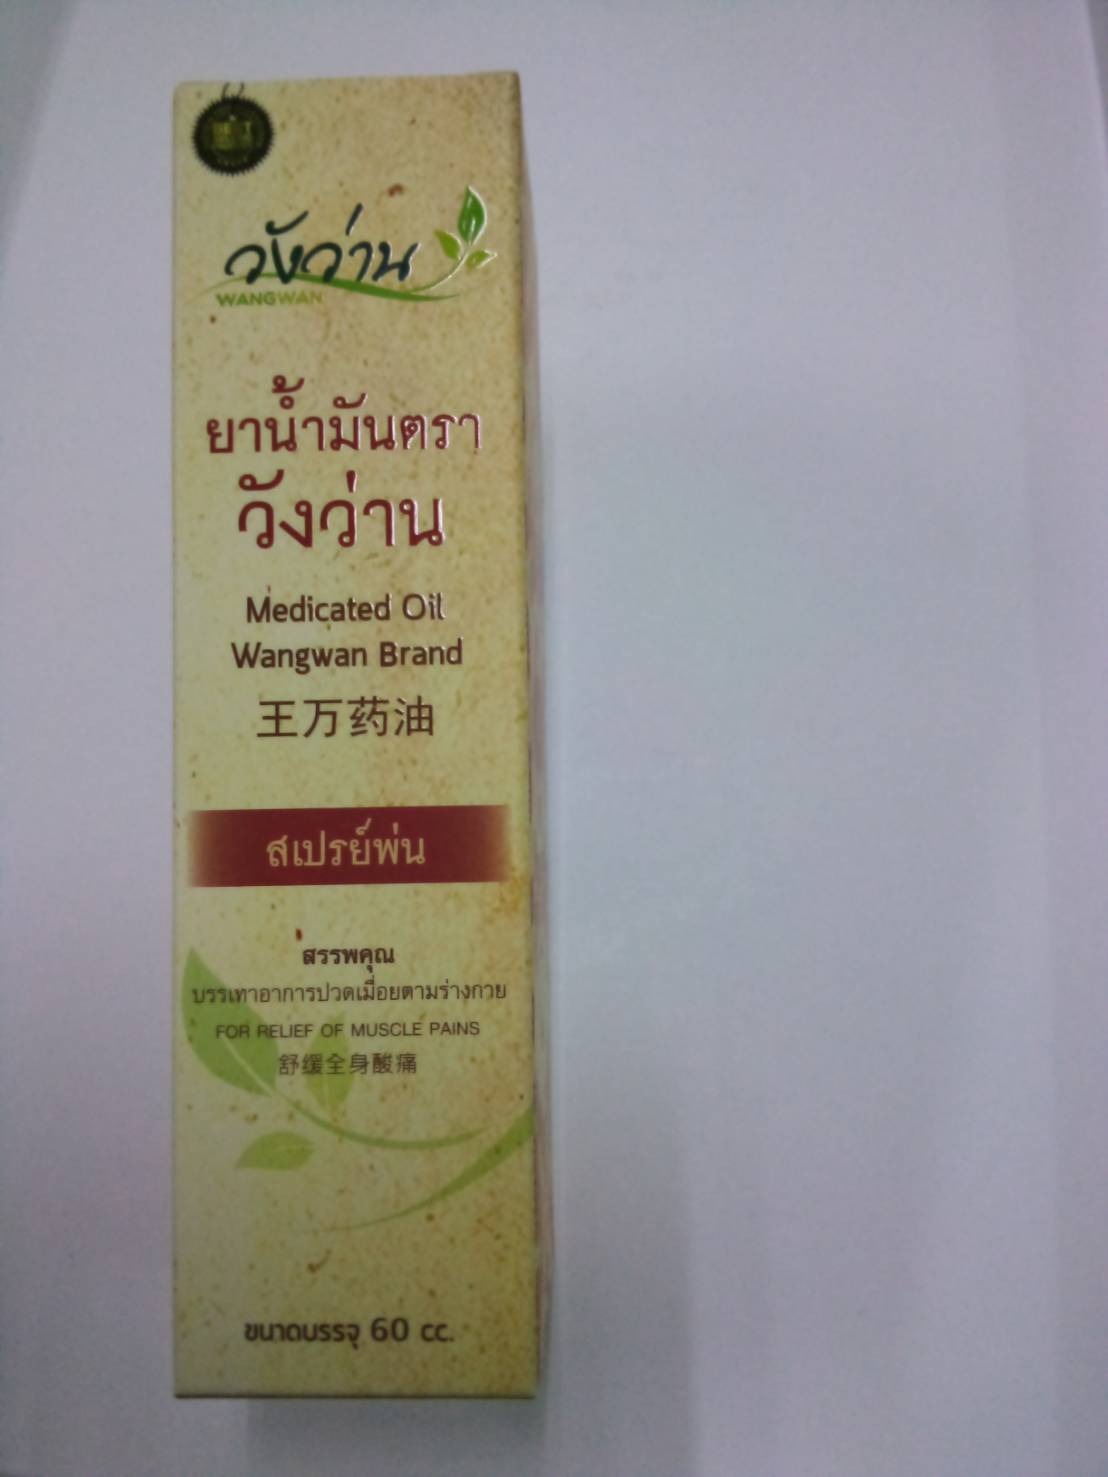 วังว่าน
WANGWAN
ยาน้ำมันตรา
วังว่าน
Medicated Oil
Wangwan Brand
王万药油
สเปรย์พ่น
สรรพคุณ
บรรเทาอาการปวดเมื่อยตามร่างกวย
FOR RELIEF OF MUSCLE PAINS
舒缓全身酸痛
ขนาดบรรจุ 60 cc.